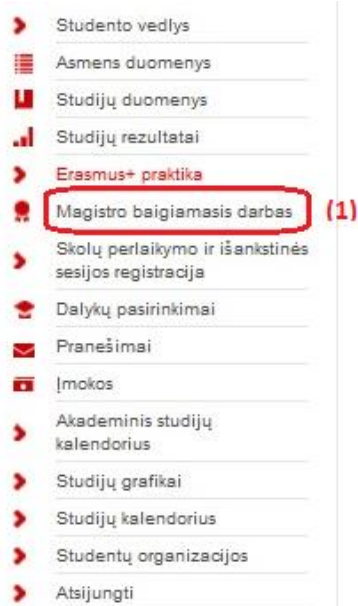 Studento vedlys
Asmens duomenys
Studijų duomenys
Studijų rezultatai
Erasmus+ praktika
Magistro baigiamasis darbas (1)
Skolų perlaikymo ir išankstinės
sesijos registracija
Dalykų pasirinkimai
Pranešimai
Įmokos
Akademinis studijų
kalendorius
Studijų grafikai
Studijų kalendorius
Studentų organizacijos
Atsijungti